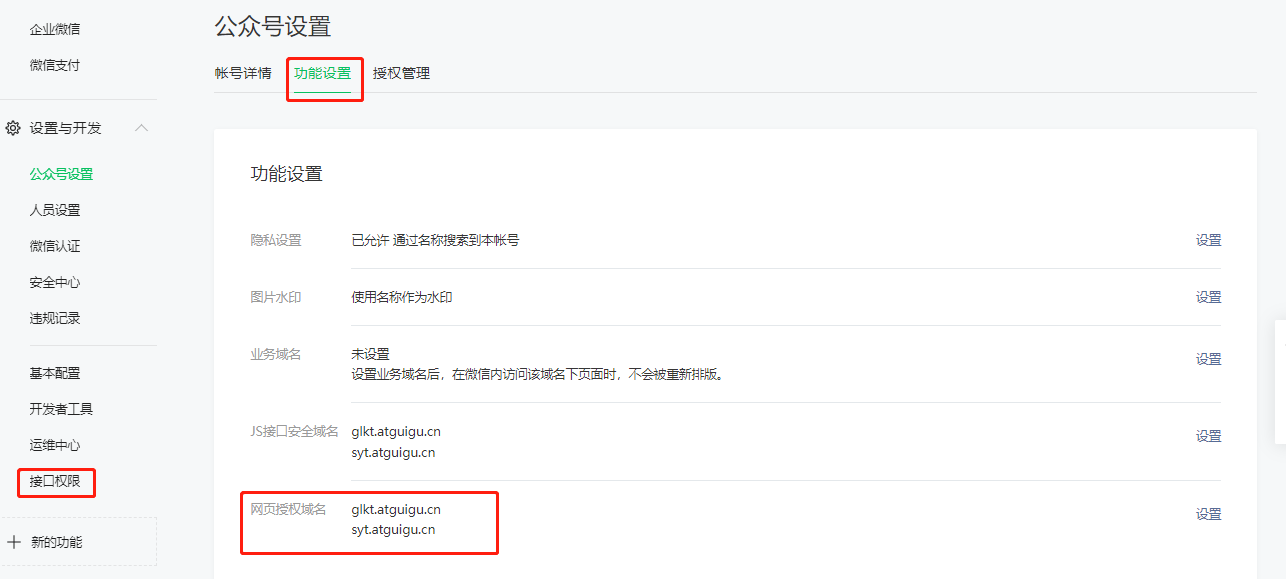 企业微信
微信支付
设置与开发
公众号设置
人员设置
微信认证
安全中心
违规记录
基本配置
开发者工具
运维中心
接口权限
新的功能
公众号设置
帐号详情 功能设置 授权管理
功能设置
隐私设置 已允许 通过名称搜索到本帐号 设置
图片水印 使用名称作为水印 设置
业务域名 未设置 设置
设置业务域名后，在微信内访问该域名下页面时，不会被重新排版。
JS接口安全域名 glkt.atguigu.cn 设置
syt.atguigu.cn
网页授权域名 glkt.atguigu.cn 设置
syt.atguigu.cn